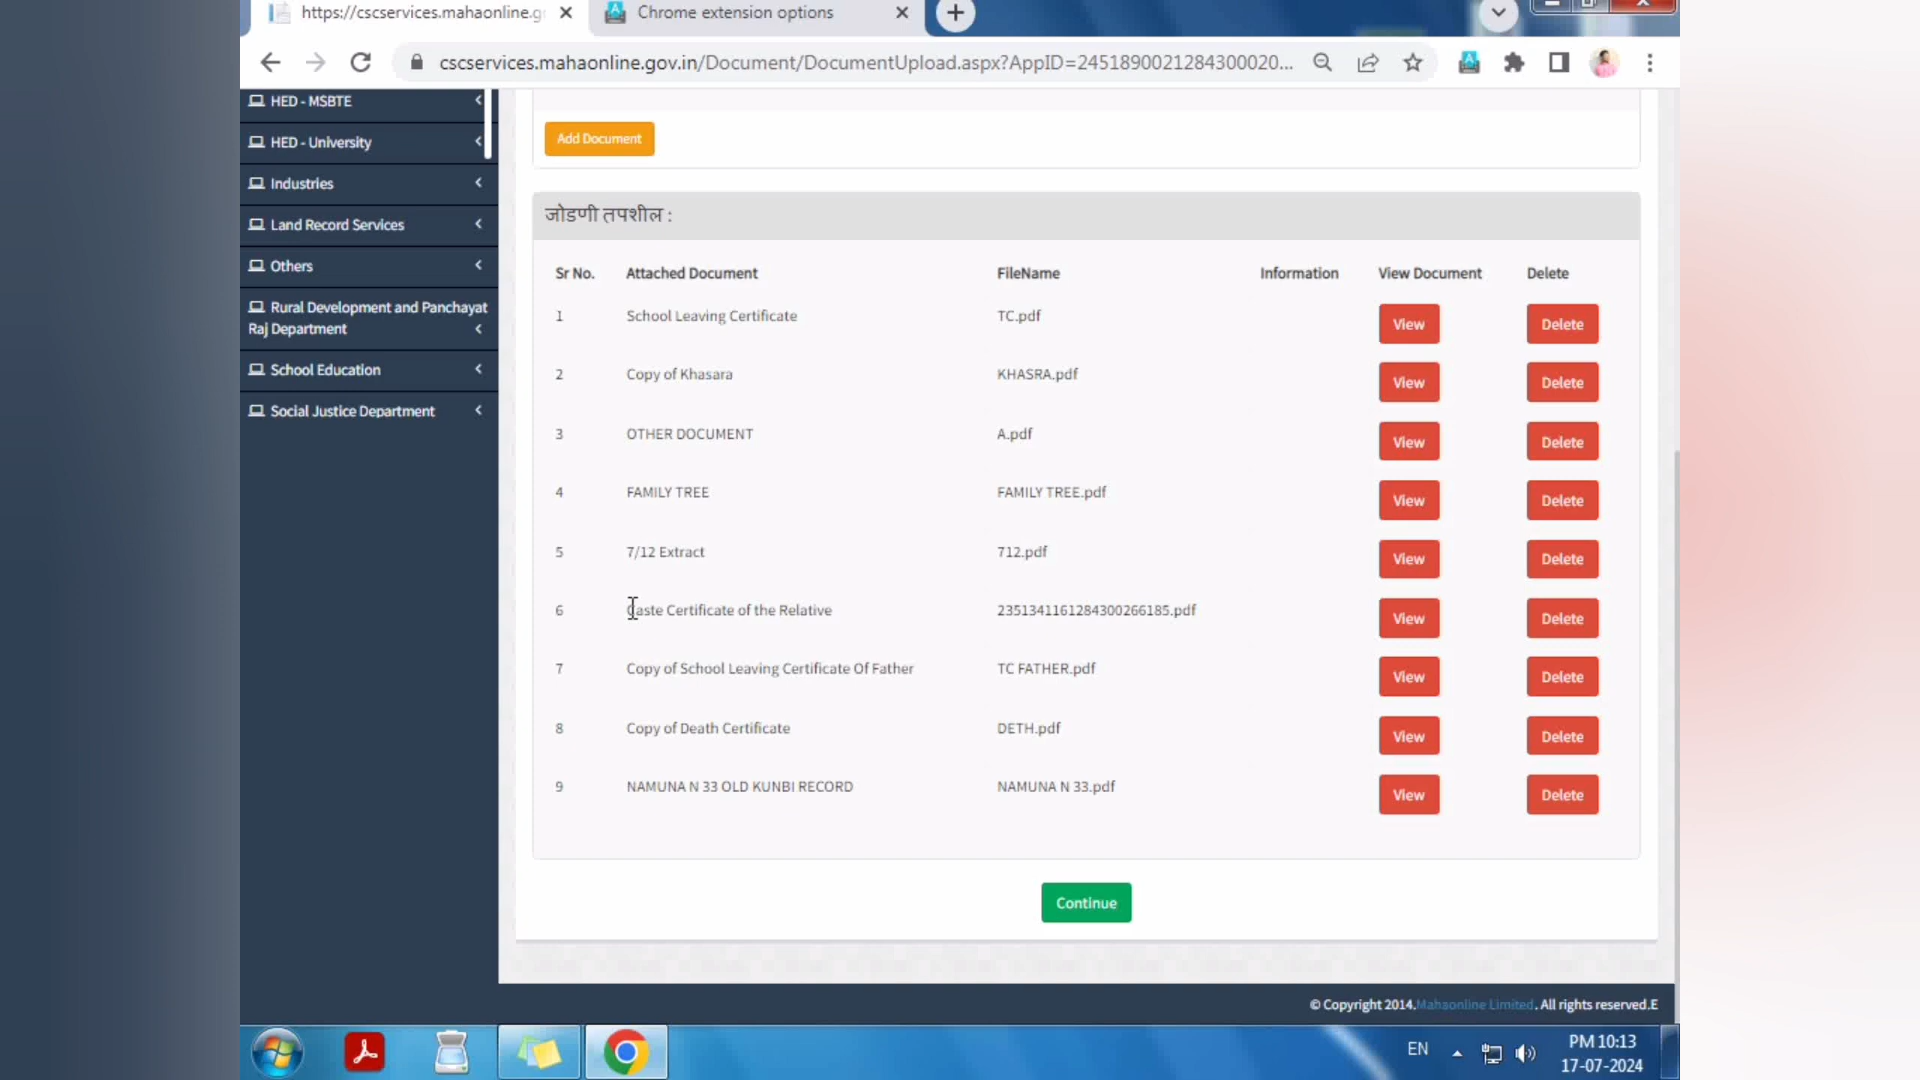 https://cscservices.mahaonline.g
Chrome extension options
cscservices.mahaonline.gov.in/Document/DocumentUpload.aspx?AppID=2451890021284300020...
HED - MSBTE
HED - University
Industries
Land Record Services
Others
Rural Development and Panchayat
Raj Department
School Education
Social Justice Department
Add Document
जोडणी तपशील :
Sr No. Attached Document FileName Information View Document Delete
1 School Leaving Certificate TC.pdf View Delete
2 Copy of Khasara KHASRA.pdf View Delete
3 OTHER DOCUMENT A.pdf View Delete
4 FAMILY TREE FAMILY TREE.pdf View Delete
5 7/12 Extract 712.pdf View Delete
6 Caste Certificate of the Relative 2351341161284300266185.pdf View Delete
7 Copy of School Leaving Certificate Of Father TC FATHER.pdf View Delete
8 Copy of Death Certificate DETH.pdf View Delete
9 NAMUNA N 33 OLD KUNBI RECORD NAMUNA N 33.pdf View Delete
Continue
© Copyright 2014.Mahaonline Limited. All rights reserved.E
EN
PM 10:13
17-07-2024